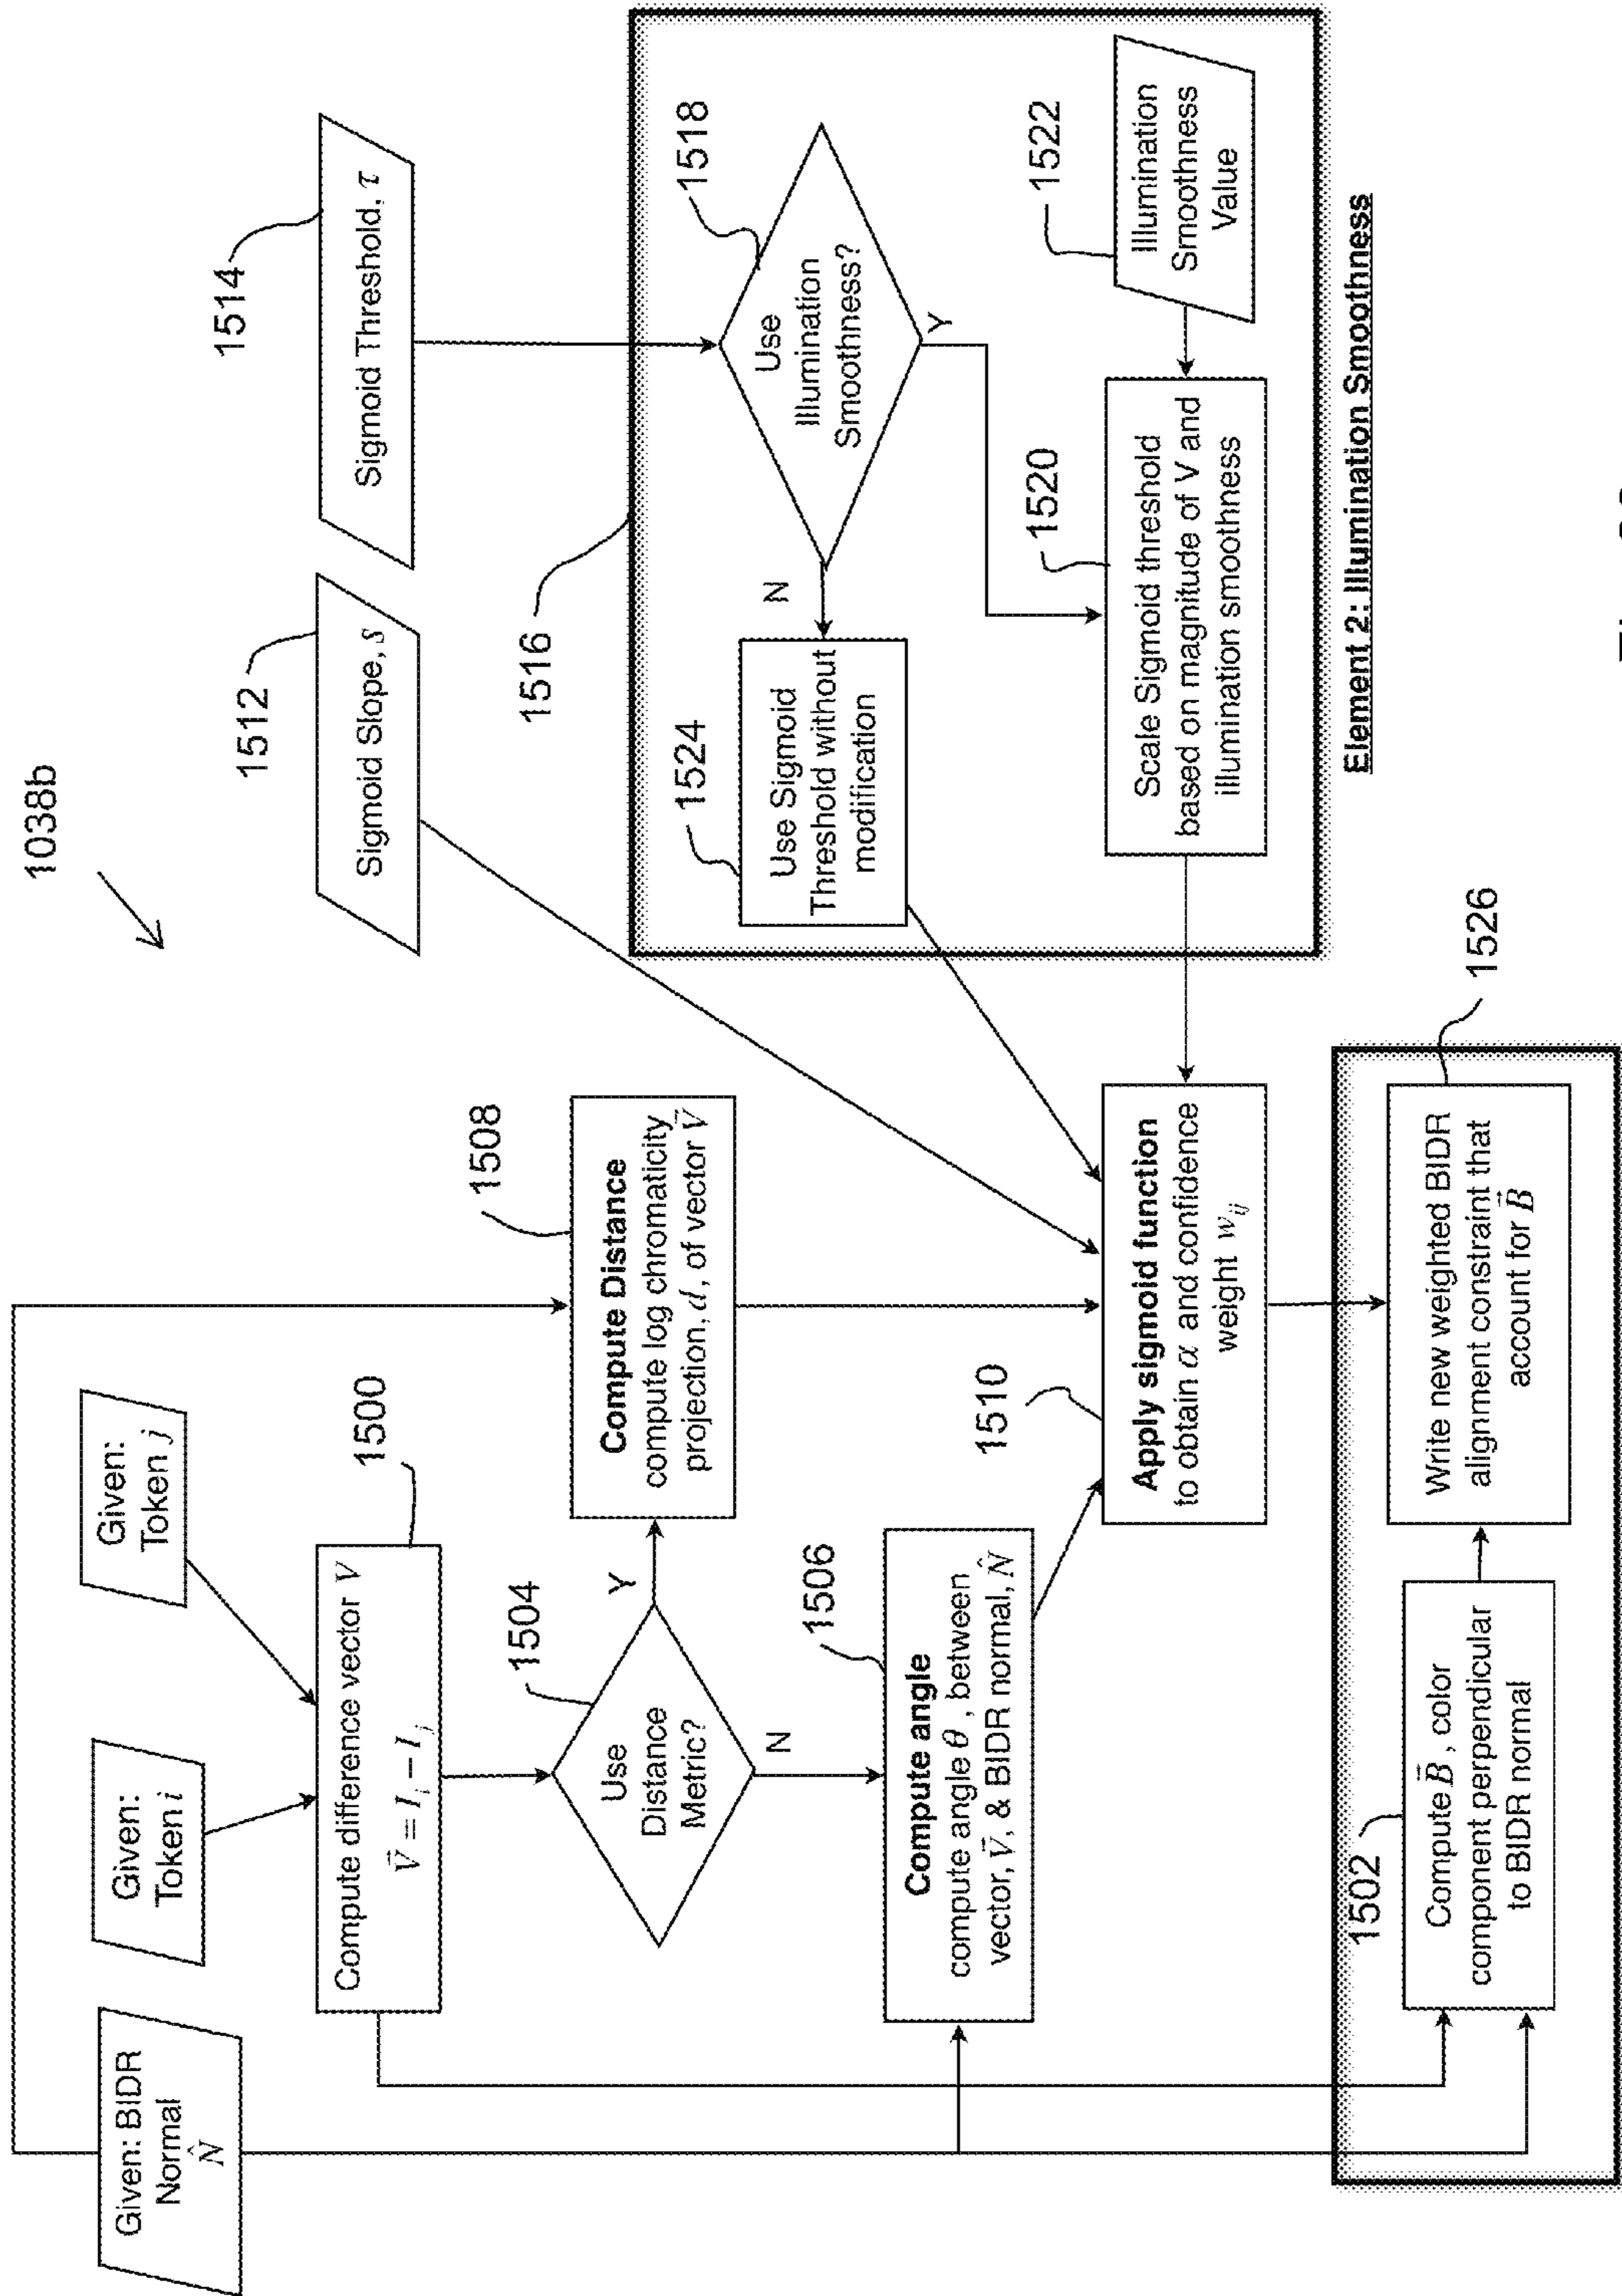 1038b
Given: BIDR
Normal
N̂
Given:
Token i
Given:
Token j
1500
Compute difference vector V
V̄ = I_i − I_j
1504
Use
Distance
Metric?
Y
N
1508
Compute Distance
compute log chromaticity
projection, d, of vector V̄
1506
Compute angle
compute angle θ, between
vector, V̄, & BIDR normal, N̂
1510
Apply sigmoid function
to obtain α and confidence
weight w_ij
1512
Sigmoid Slope, s
1514
Sigmoid Threshold, τ
1516
1518
Use
Illumination
Smoothness?
N
Y
1524
Use Sigmoid
Threshold without
modification
1520
Scale Sigmoid threshold
based on magnitude of V and
illumination smoothness
1522
Illumination
Smoothness
Value
Element 2: Illumination Smoothness
1502
Compute B̄, color
component perpendicular
to BIDR normal
1526
Write new weighted BIDR
alignment constraint that
account for B̄